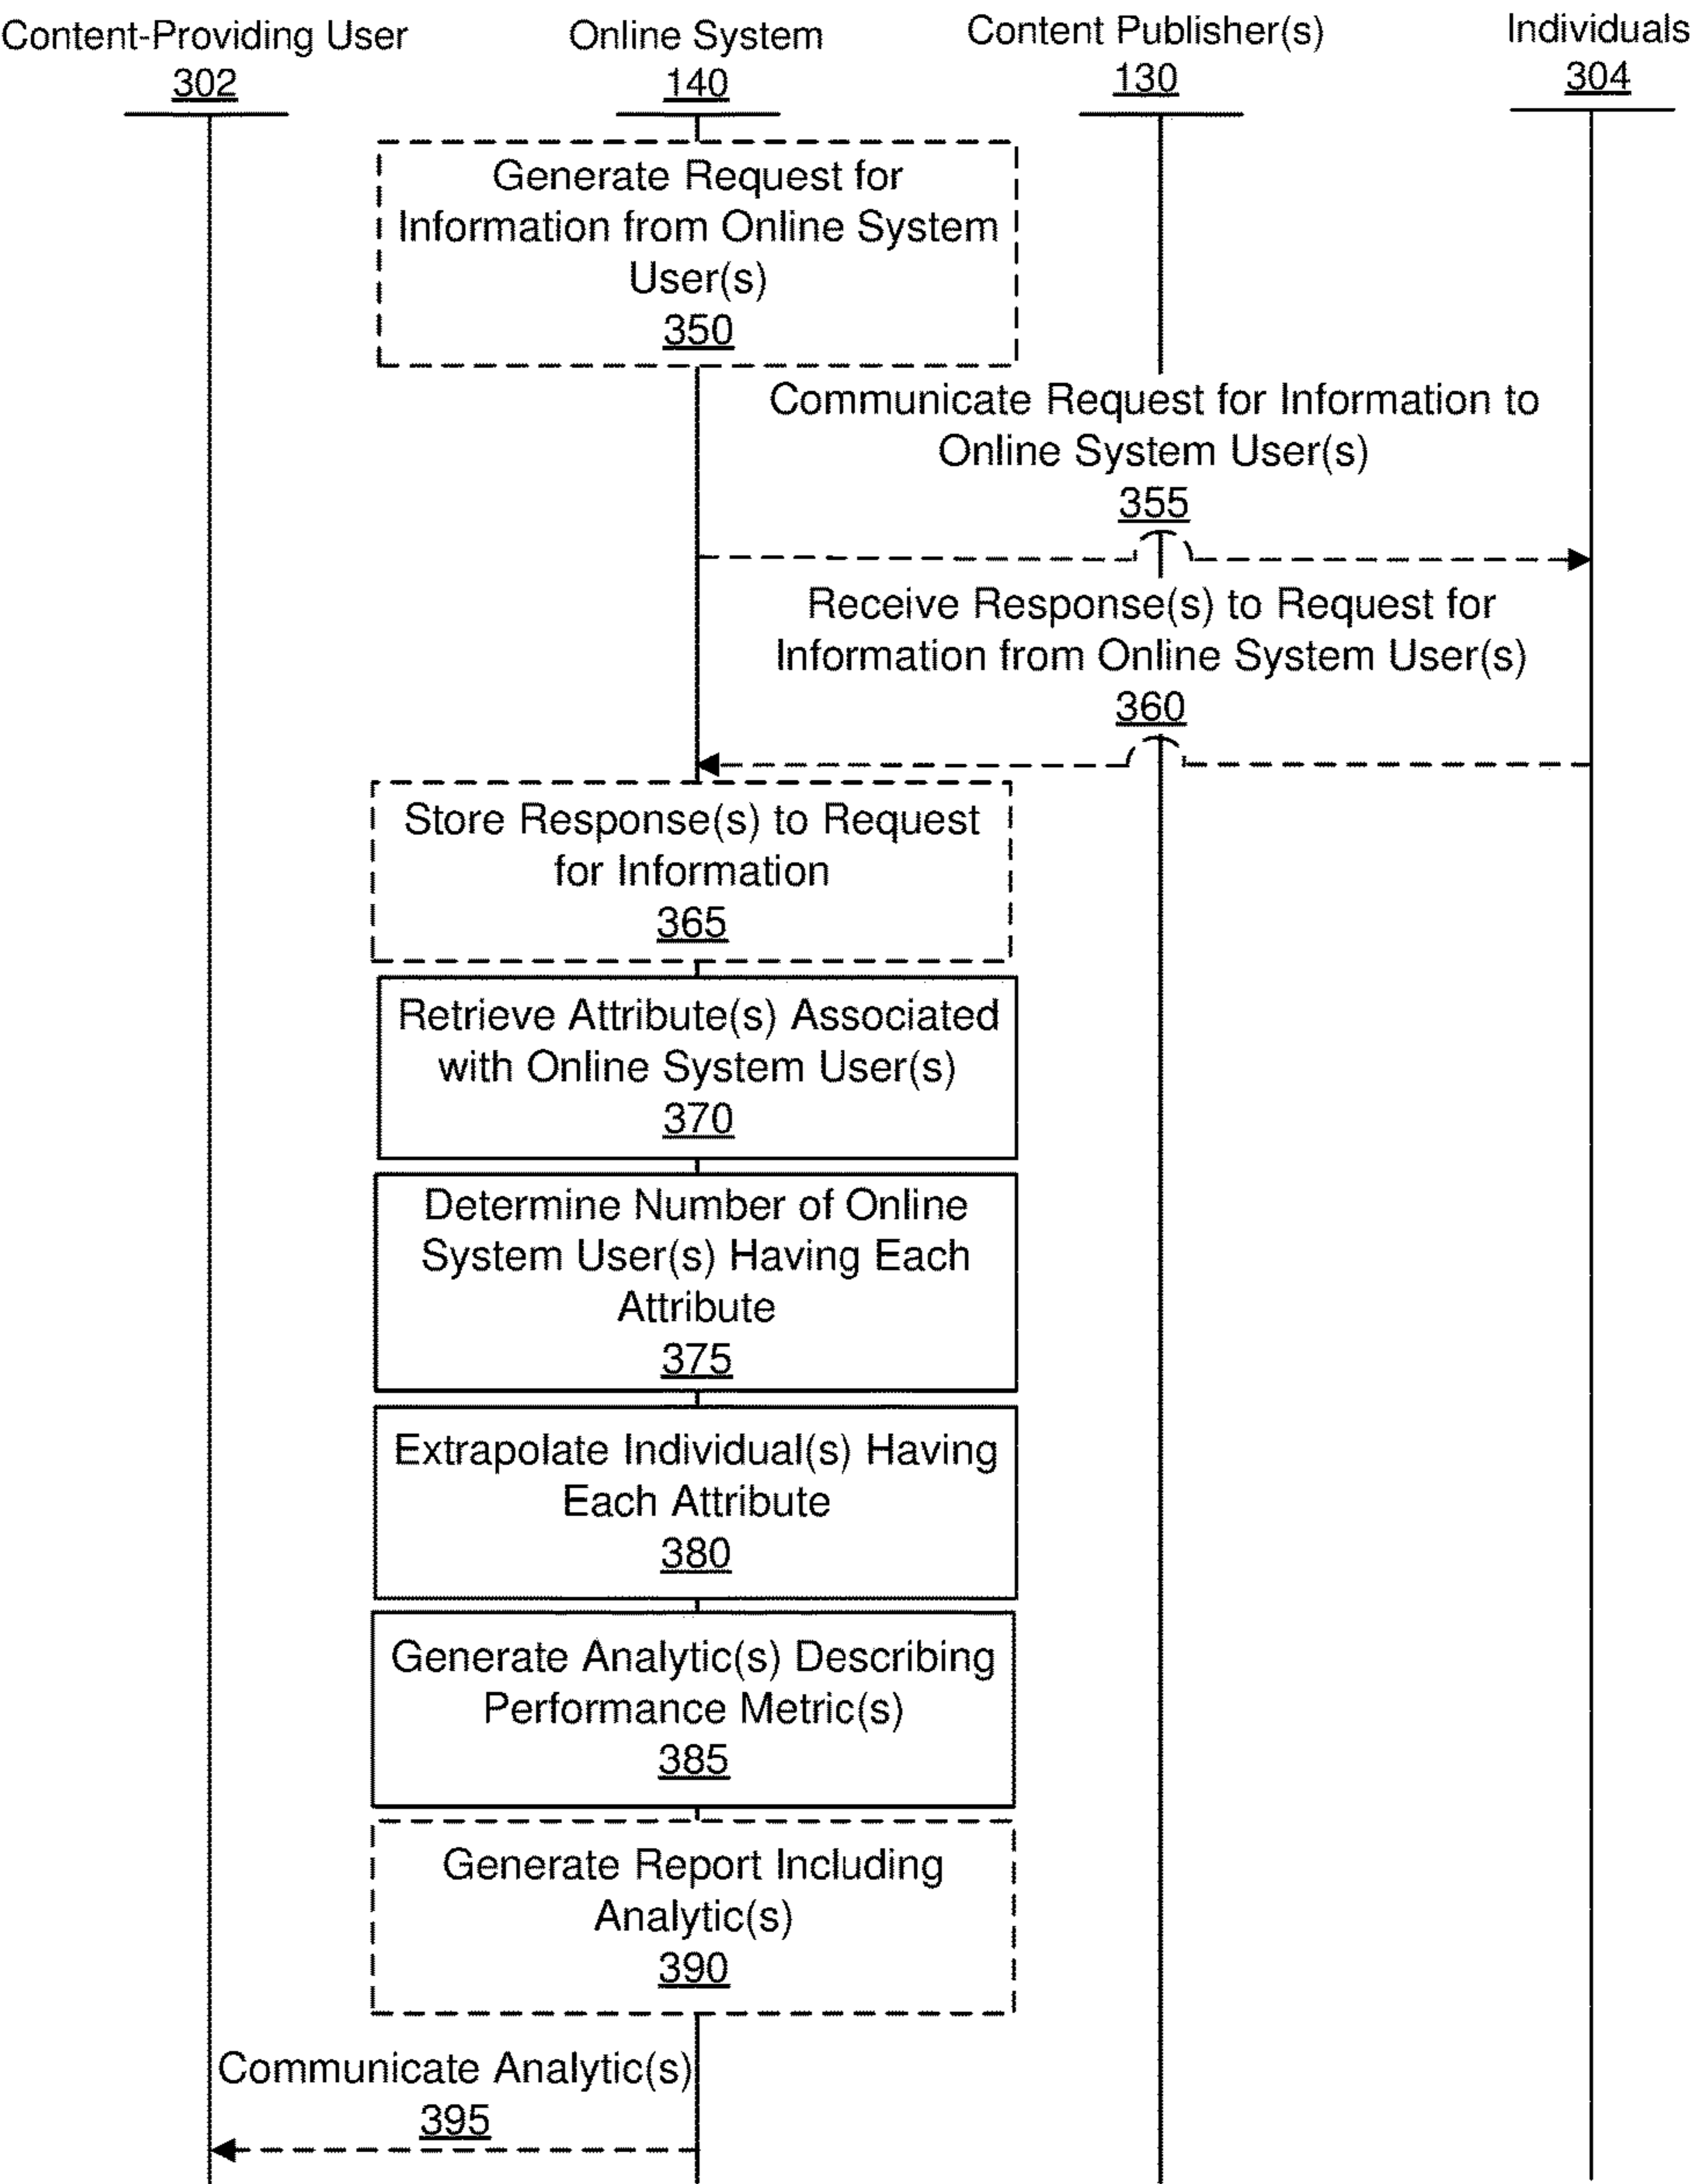 Content-Providing User
302
Online System
140
Content Publisher(s)
130
Individuals
304
Generate Request for
Information from Online System
User(s)
350
Communicate Request for Information to
Online System User(s)
355
Receive Response(s) to Request for
Information from Online System User(s)
360
Store Response(s) to Request
for Information
365
Retrieve Attribute(s) Associated
with Online System User(s)
370
Determine Number of Online
System User(s) Having Each
Attribute
375
Extrapolate Individual(s) Having
Each Attribute
380
Generate Analytic(s) Describing
Performance Metric(s)
385
Generate Report Including
Analytic(s)
390
Communicate Analytic(s)
395